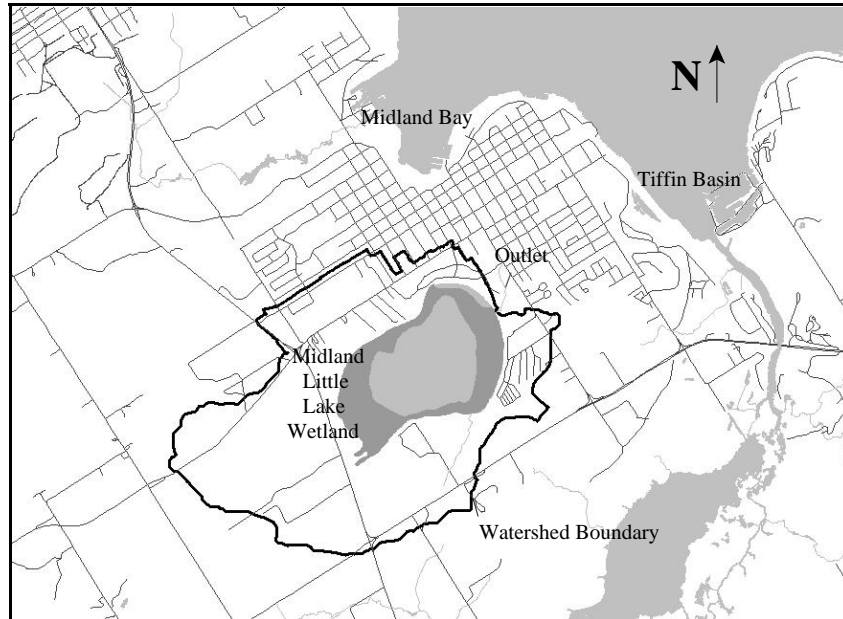 N
Midland Bay
Tiffin Basin
Outlet
Midland
Little
Lake
Wetland
Watershed Boundary